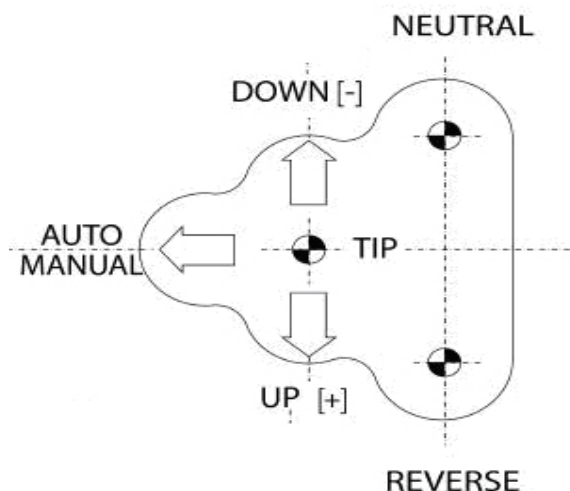 NEUTRAL
DOWN [-]
AUTO
MANUAL
TIP
UP [+]
REVERSE